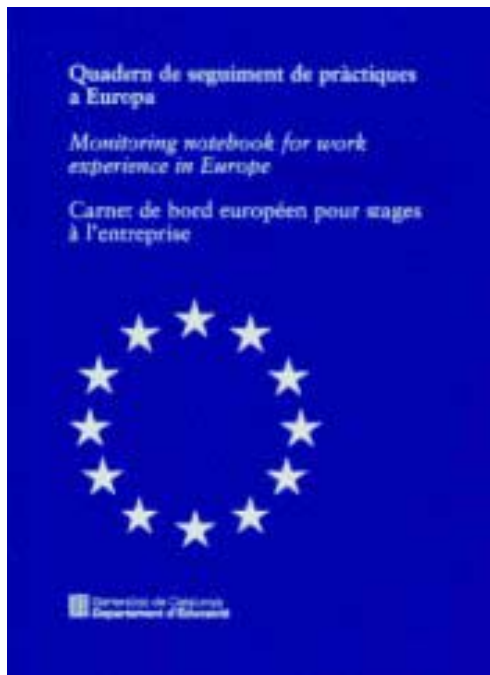 Quadern de seguiment de pràctiques
a Europa
Monitoring notebook for work
experience in Europe
Carnet de bord européen pour stages
à l'entreprise
Generalitat de Catalunya
Departament d'Educació